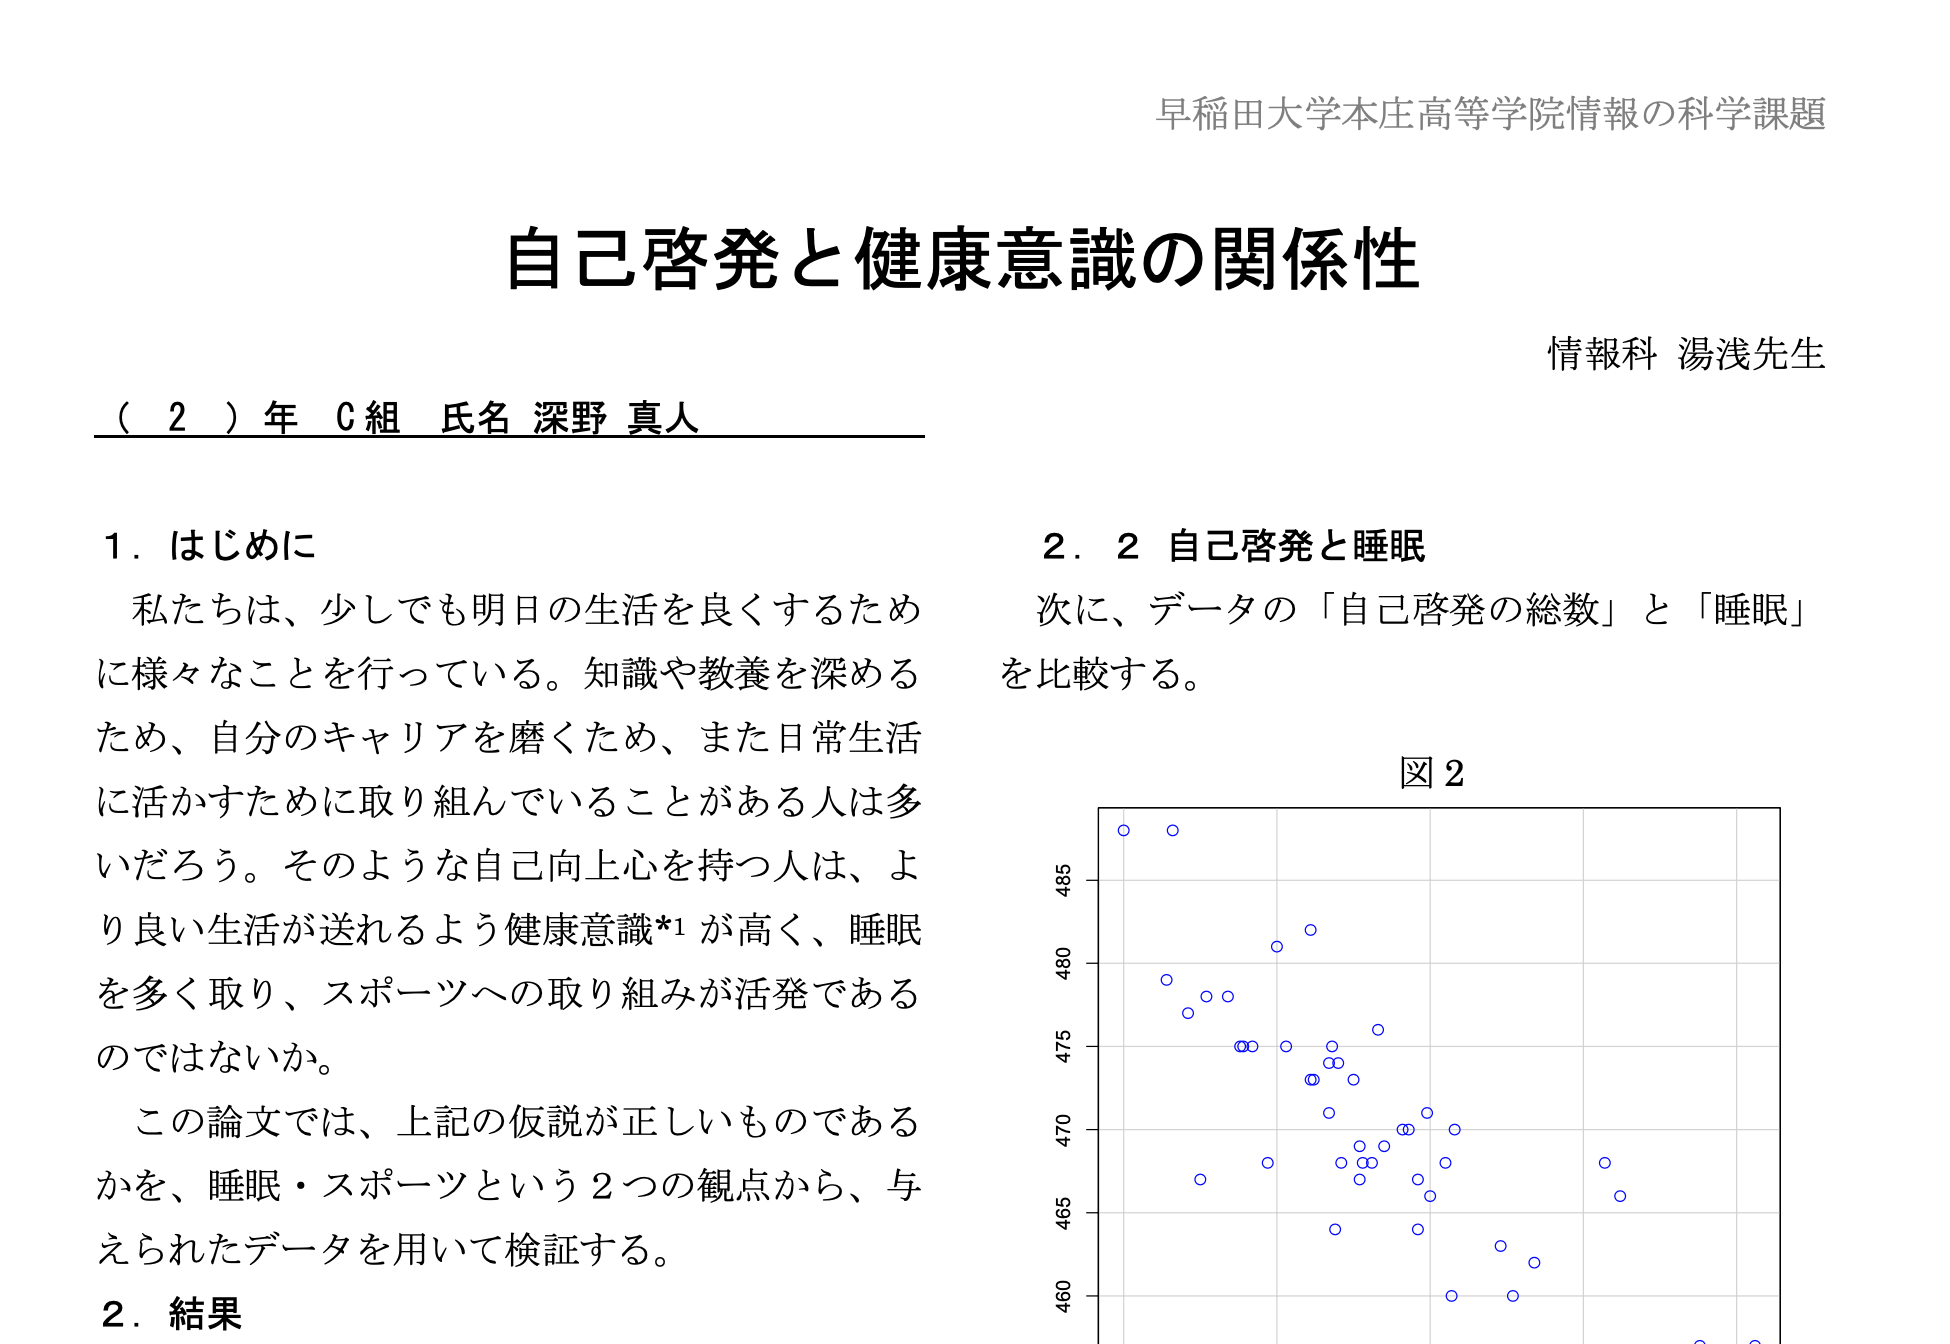 早稲田大学本庄高等学院情報の科学課題
自己啓発と健康意識の関係性
情報科 湯浅先生
（ 2 ）年 C組 氏名 深野 真人
１．はじめに
私たちは、少しでも明日の生活を良くするため
に様々なことを行っている。知識や教養を深める
ため、自分のキャリアを磨くため、また日常生活
に活かすために取り組んでいることがある人は多
いだろう。そのような自己向上心を持つ人は、よ
り良い生活が送れるよう健康意識*1 が高く、睡眠
を多く取り、スポーツへの取り組みが活発である
のではないか。
この論文では、上記の仮説が正しいものである
かを、睡眠・スポーツという２つの観点から、与
えられたデータを用いて検証する。
２．結果
２．２ 自己啓発と睡眠
次に、データの「自己啓発の総数」と「睡眠」
を比較する。
図2
485
480
475
470
465
460